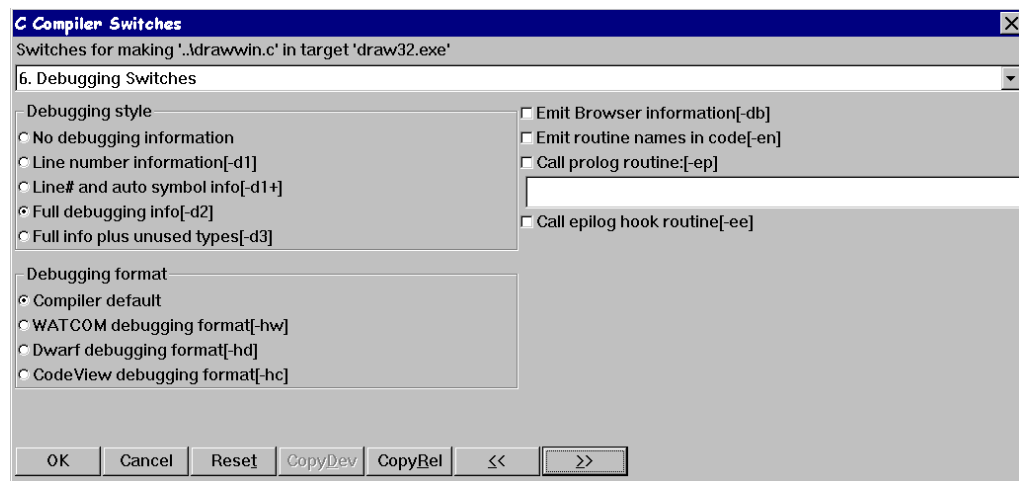 C Compiler Switches
Switches for making '..\drawwin.c' in target 'draw32.exe'
6. Debugging Switches
Debugging style
No debugging information
Line number information[-d1]
Line# and auto symbol info[-d1+]
Full debugging info[-d2]
Full info plus unused types[-d3]
Emit Browser information[-db]
Emit routine names in code[-en]
Call prolog routine:[-ep]
Call epilog hook routine[-ee]
Debugging format
Compiler default
WATCOM debugging format[-hw]
Dwarf debugging format[-hd]
CodeView debugging format[-hc]
OK Cancel Reset CopyDev CopyRel << >>